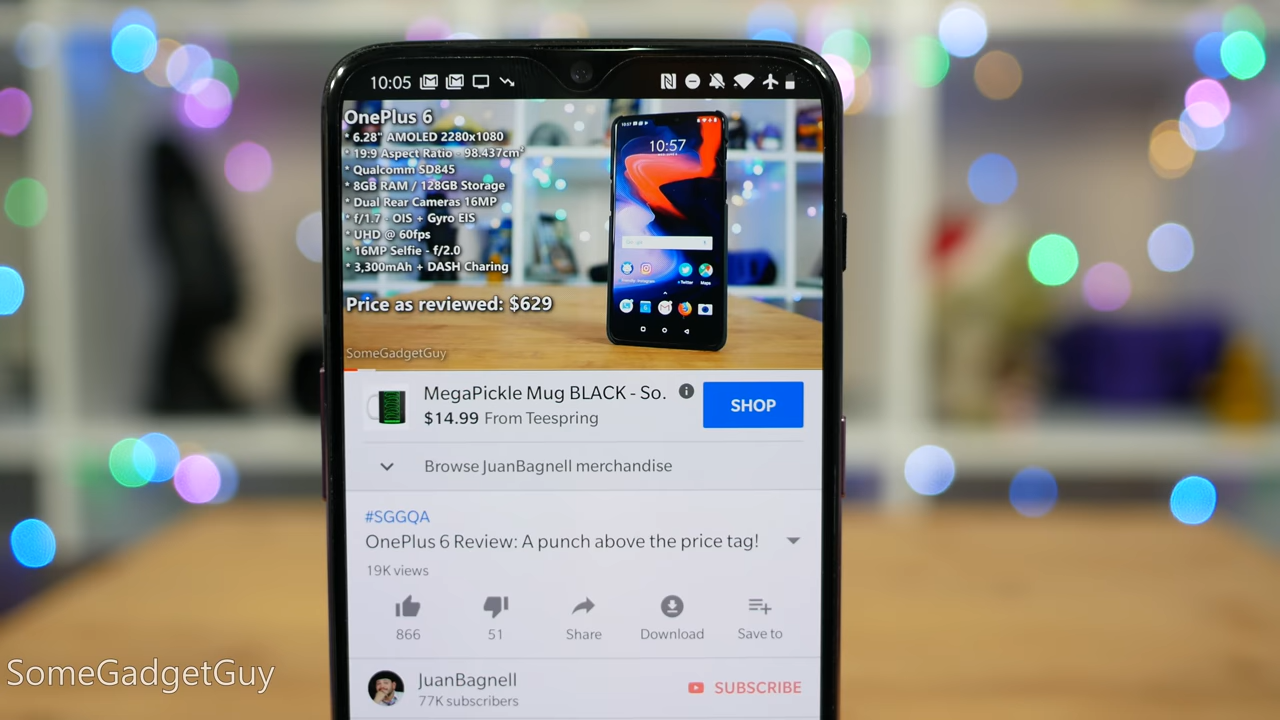 10:05
OnePlus 6
* 6.28" AMOLED 2280x1080
* 19:9 Aspect Ratio - 98.437cm²
* Qualcomm SD845
* 8GB RAM / 128GB Storage
* Dual Rear Cameras 16MP
* f/1.7 - OIS + Gyro EIS
* UHD @ 60fps
* 16MP Selfie - f/2.0
* 3,300mAh + DASH Charing
Price as reviewed: $629
SomeGadgetGuy
10:57
Twitter
Maps
MegaPickle Mug BLACK - So.
$14.99 From Teespring
SHOP
Browse JuanBagnell merchandise
#SGGQA
OnePlus 6 Review: A punch above the price tag!
19K views
866
51
Share
Download
Save to
JuanBagnell
77K subscribers
SUBSCRIBE
SomeGadgetGuy